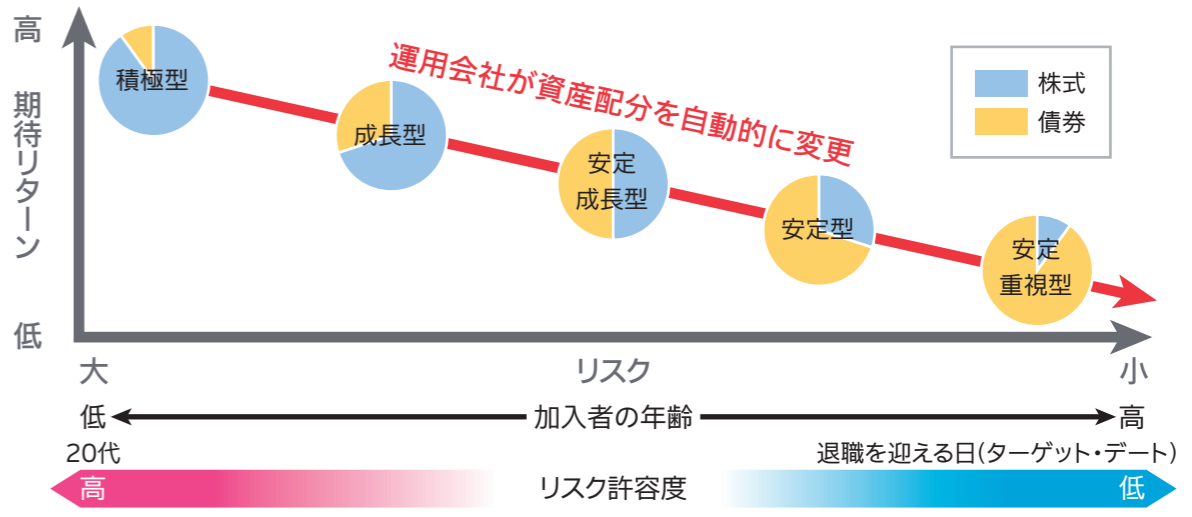 高
期待リターン
低
積極型
成長型
安定
成長型
安定型
安定
重視型
運用会社が資産配分を自動的に変更
株式
債券
大
リスク
小
低
加入者の年齢
高
20代
退職を迎える日(ターゲット・デート)
高
リスク許容度
低